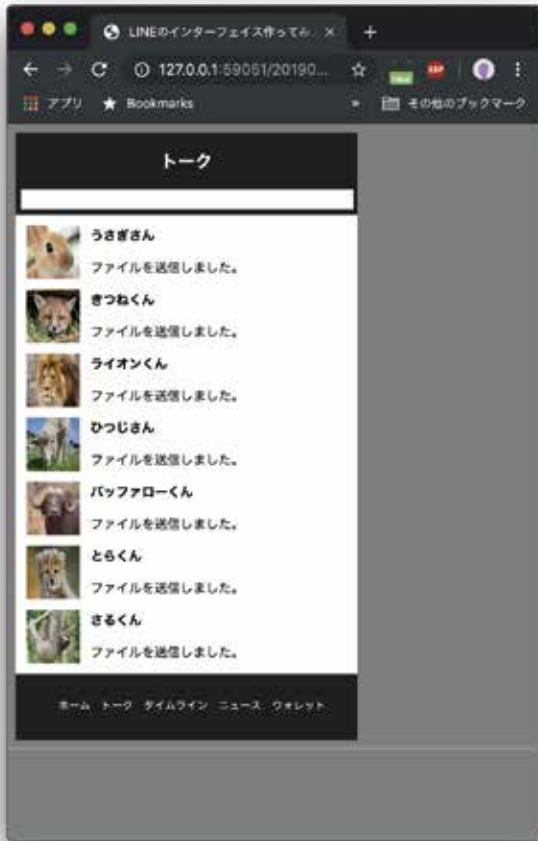 LINEのインターフェイス作ってみ
127.0.0.1:59051/20190...
アプリ
Bookmarks
»
その他のブックマーク
トーク
うさぎさん
ファイルを送信しました。
きつねくん
ファイルを送信しました。
ライオンくん
ファイルを送信しました。
ひつじさん
ファイルを送信しました。
バッファローくん
ファイルを送信しました。
とらくん
ファイルを送信しました。
さるくん
ファイルを送信しました。
ホーム トーク タイムライン ニュース ウォレット